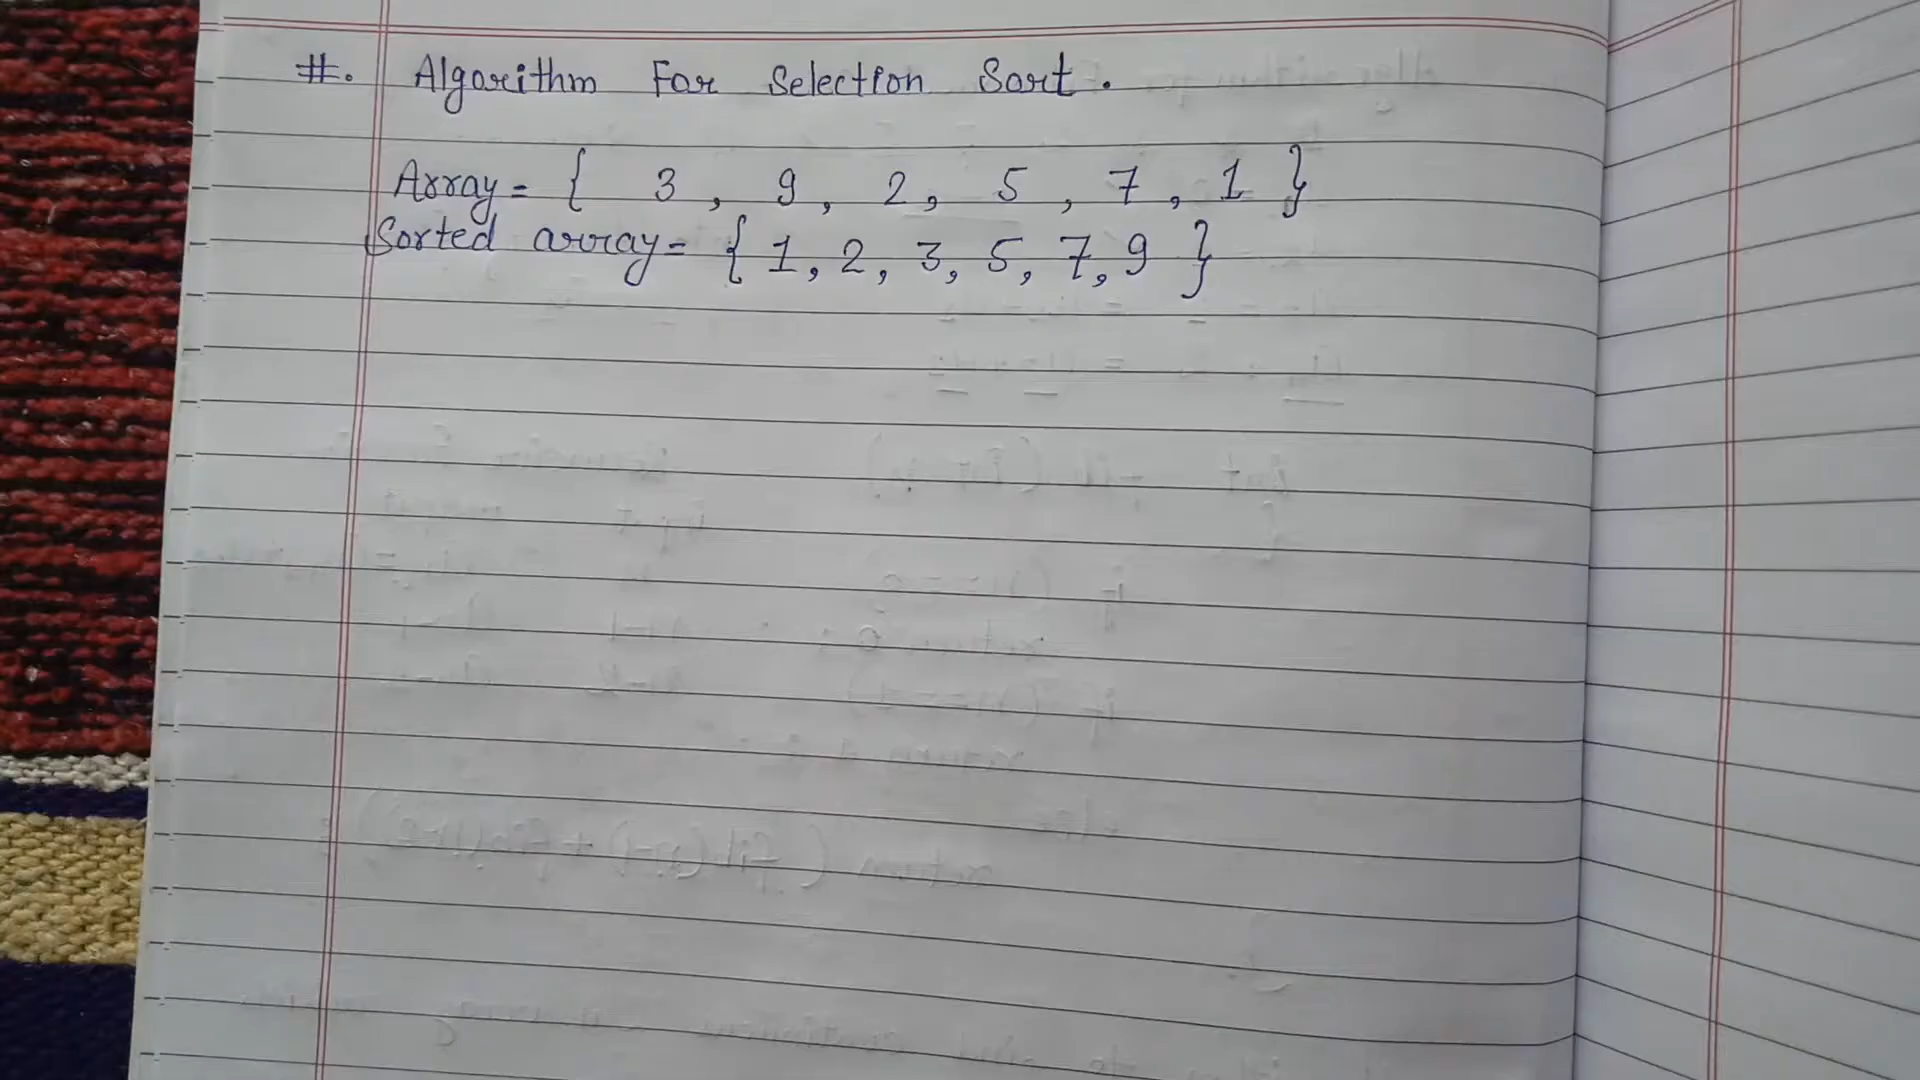 #. Algorithm For Selection Sort.
Array = { 3, 9, 2, 5, 7, 1 }
Sorted array = { 1, 2, 3, 5, 7, 9 }